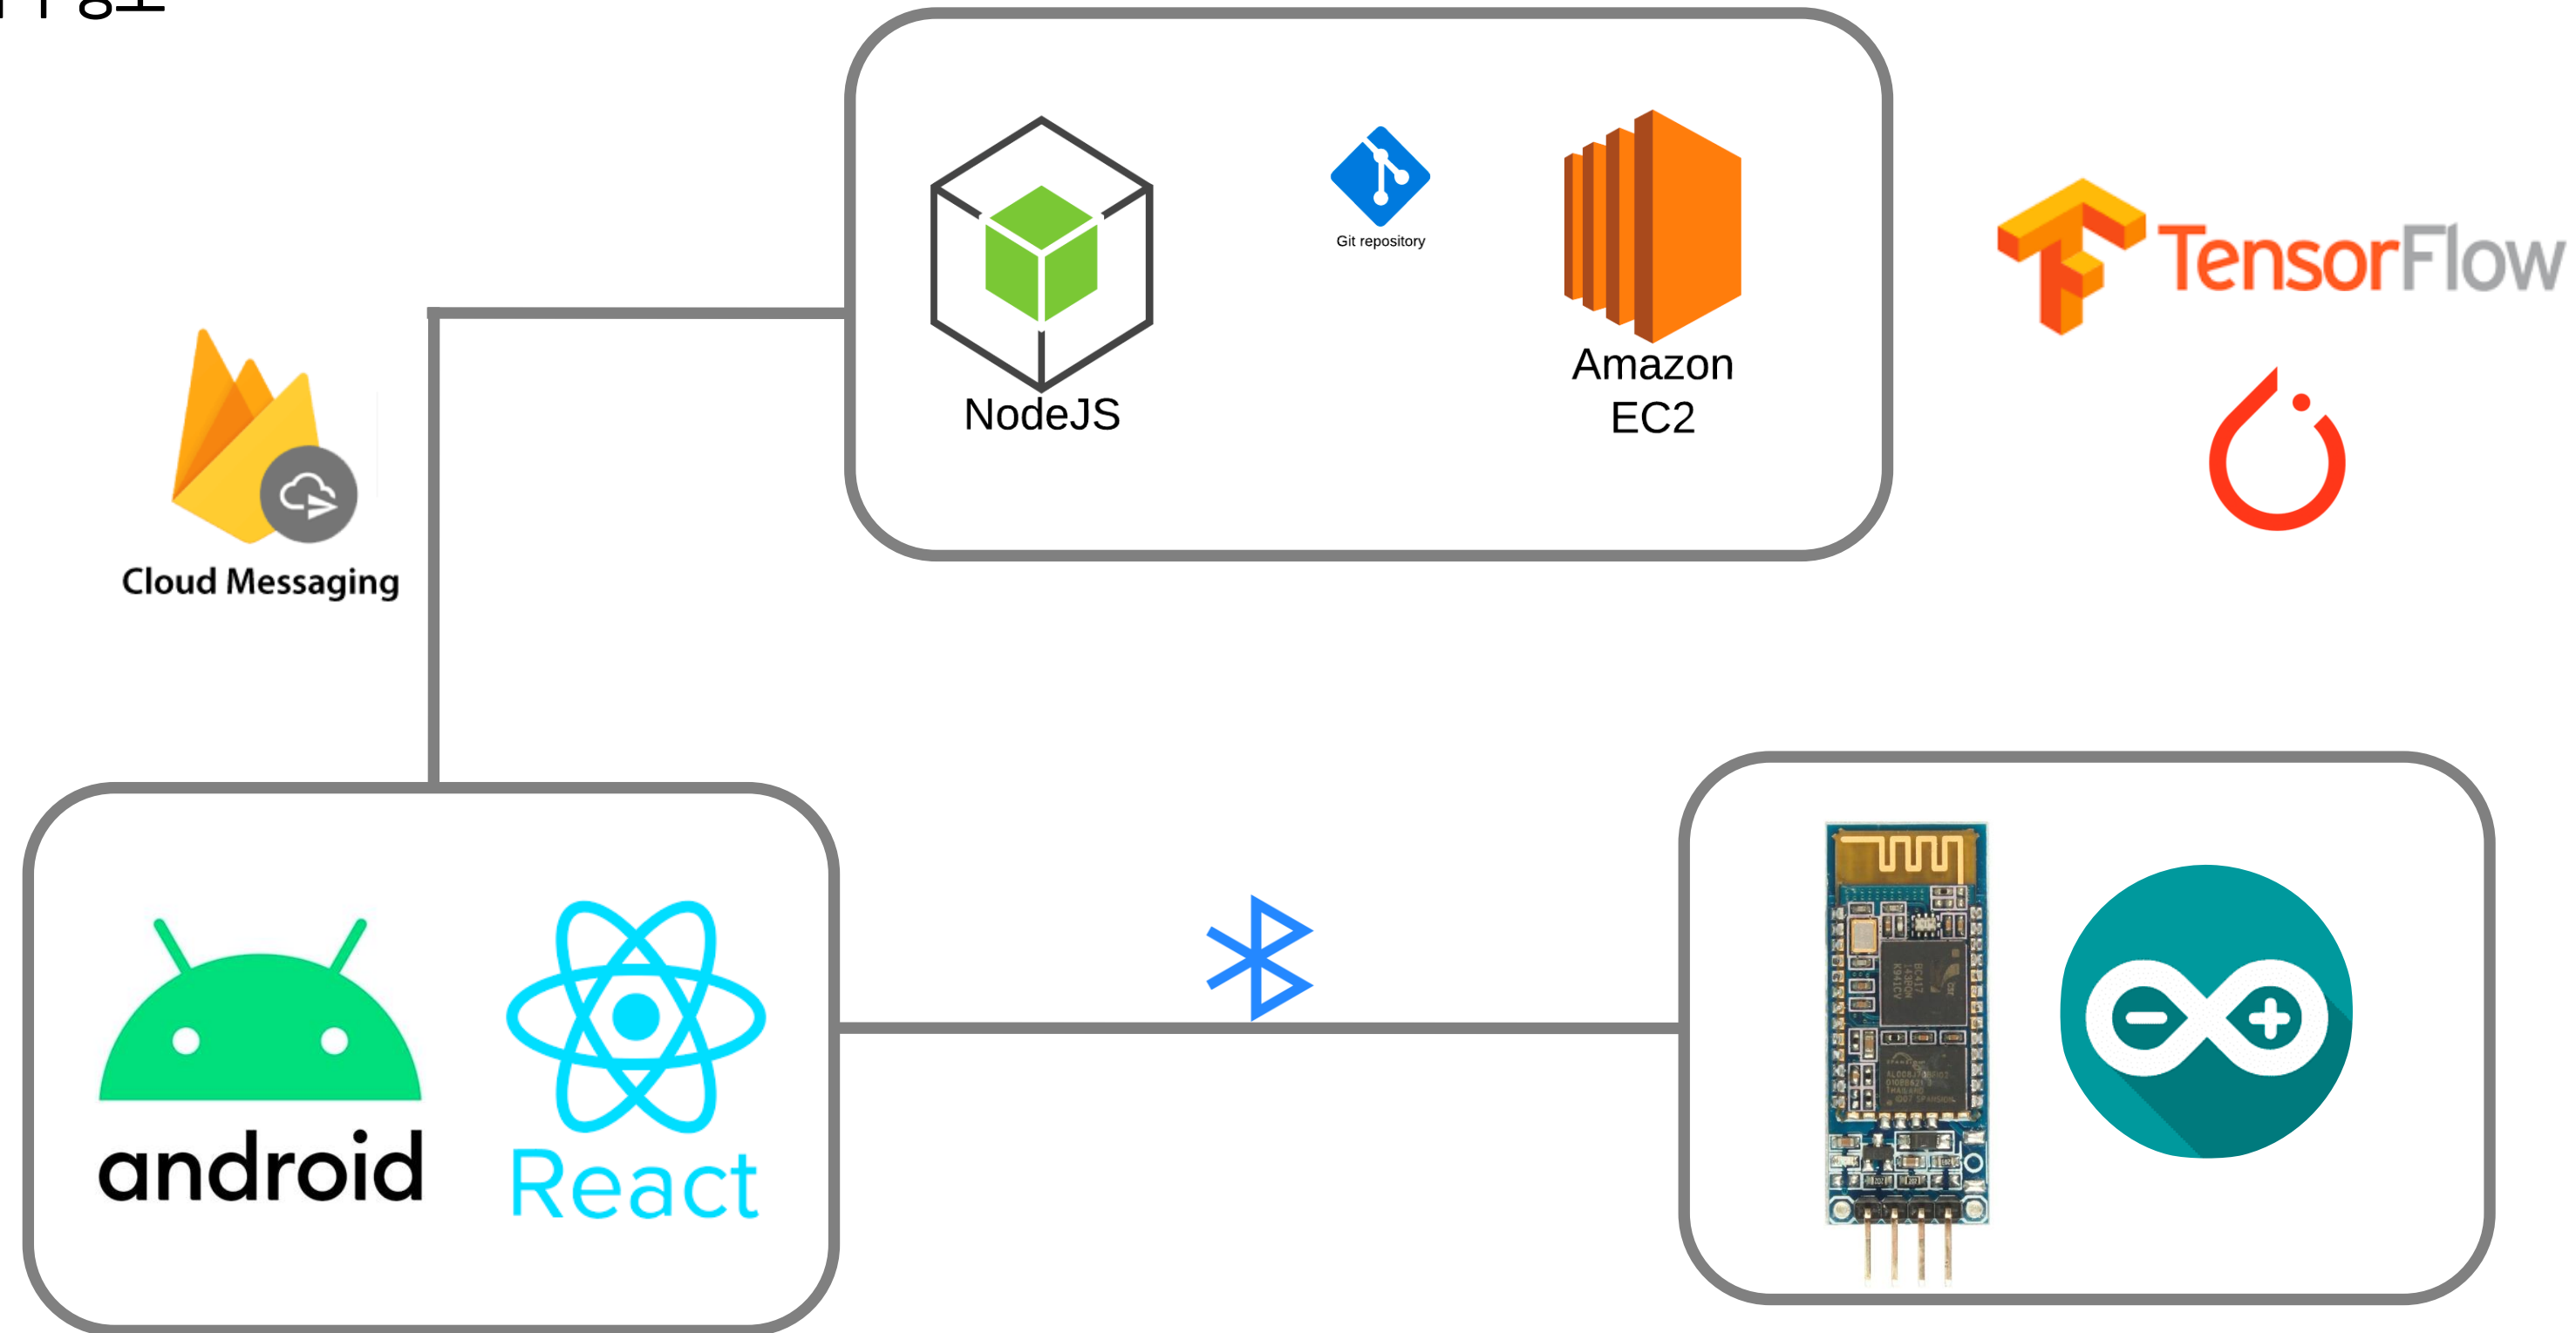 Git repository
TensorFlow
Amazon
EC2
NodeJS
Cloud Messaging
android
React